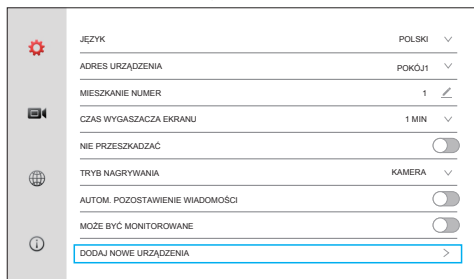 JĘZYK POLSKI
ADRES URZĄDZENIA POKÓJ1
MIESZKANIE NUMER 1
CZAS WYGASZACZA EKRANU 1 MIN
NIE PRZESZKADZAĆ
TRYB NAGRYWANIA KAMERA
AUTOM. POZOSTAWIENIE WIADOMOŚCI
MOŻE BYĆ MONITOROWANE
DODAJ NOWE URZĄDZENIA